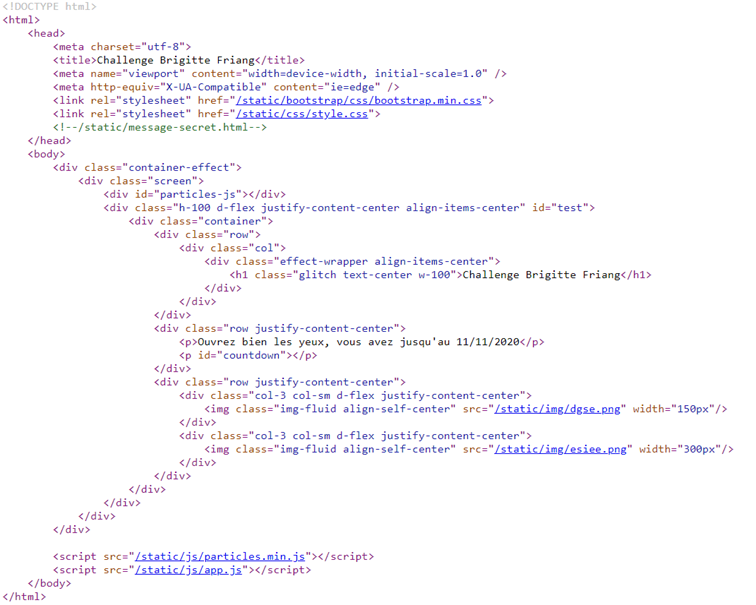 <!DOCTYPE html>
<html>
    <head>
        <meta charset="utf-8">
        <title>Challenge Brigitte Friang</title>
        <meta name="viewport" content="width=device-width, initial-scale=1.0" />
        <meta http-equiv="X-UA-Compatible" content="ie=edge" />
        <link rel="stylesheet" href="/static/bootstrap/css/bootstrap.min.css">
        <link rel="stylesheet" href="/static/css/style.css">
        <!--/static/message-secret.html-->
    </head>
    <body>
        <div class="container-effect">
            <div class="screen">
                <div id="particles-js"></div>
                <div class="h-100 d-flex justify-content-center align-items-center" id="test">
                    <div class="container">
                        <div class="row">
                            <div class="col">
                                <div class="effect-wrapper align-items-center">
                                    <h1 class="glitch text-center w-100">Challenge Brigitte Friang</h1>
                                </div>
                            </div>
                        </div>
                        <div class="row justify-content-center">
                            <p>Ouvrez bien les yeux, vous avez jusqu'au 11/11/2020</p>
                            <p id="countdown"></p>
                        </div>
                        <div class="row justify-content-center">
                            <div class="col-3 col-sm d-flex justify-content-center">
                                <img class="img-fluid align-self-center" src="/static/img/dgse.png" width="150px"/>
                            </div>
                            <div class="col-3 col-sm d-flex justify-content-center">
                                <img class="img-fluid align-self-center" src="/static/img/esiee.png" width="300px"/>
                            </div>
                        </div>
                    </div>
                </div>
            </div>
        </div>

        <script src="/static/js/particles.min.js"></script>
        <script src="/static/js/app.js"></script>
    </body>
</html>